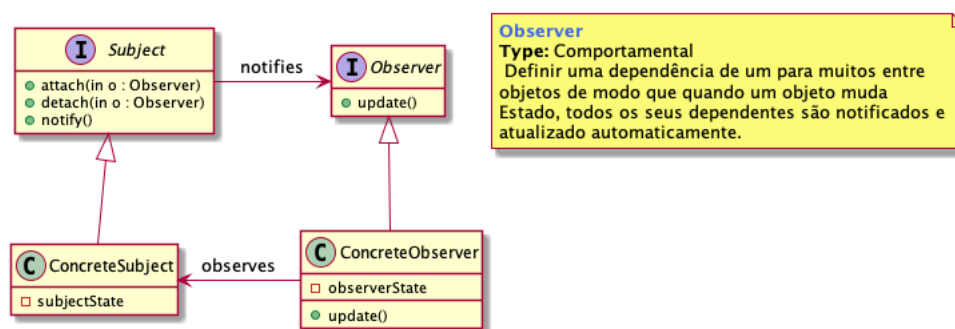 I Subject
attach(in o : Observer)
detach(in o : Observer)
notify()
notifies
I Observer
update()
Observer
Type: Comportamental
Definir uma dependência de um para muitos entre
objetos de modo que quando um objeto muda
Estado, todos os seus dependentes são notificados e
atualizado automaticamente.
C ConcreteSubject
subjectState
observes
C ConcreteObserver
observerState
update()